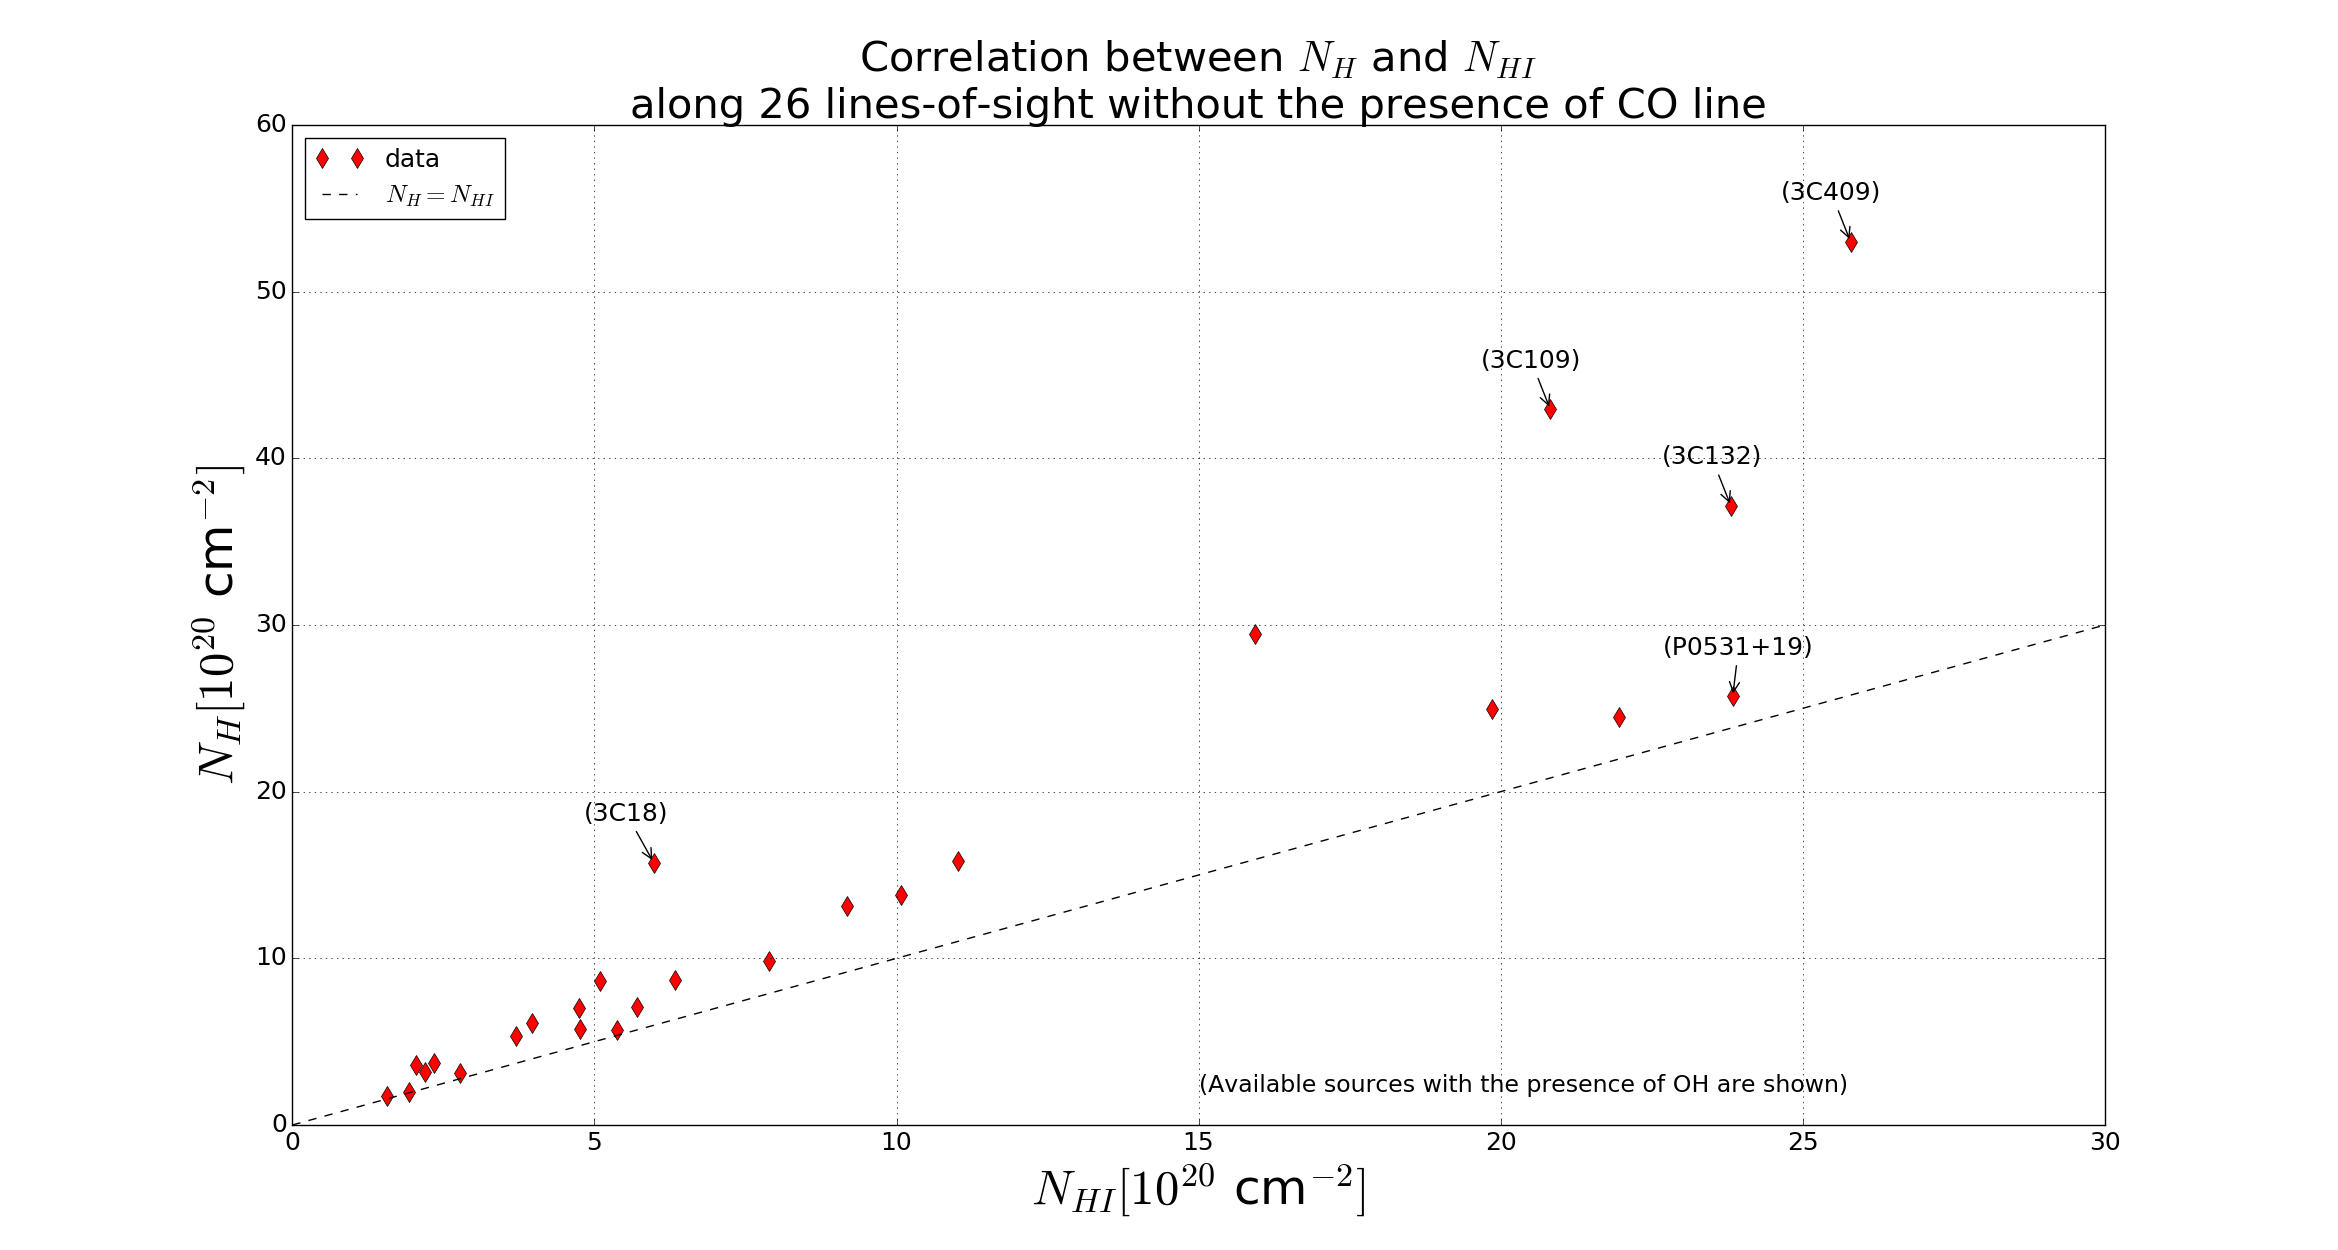 Correlation between N_H and N_HI
along 26 lines-of-sight without the presence of CO line
data
N_H = N_HI
(3C409)
(3C109)
(3C132)
(P0531+19)
(3C18)
(Available sources with the presence of OH are shown)
60
50
40
30
20
10
0
0 5 10 15 20 25 30
N_H[10^20 cm^-2]
N_HI[10^20 cm^-2]